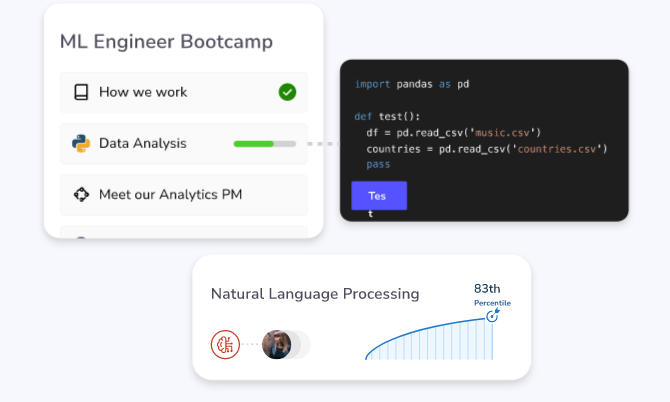 ML Engineer Bootcamp
How we work
Data Analysis
Meet our Analytics PM
import pandas as pd
def test():
df = pd.read_csv('music.csv')
countries = pd.read_csv('countries.csv')
pass
Tes
t
Natural Language Processing
83th
Percentile